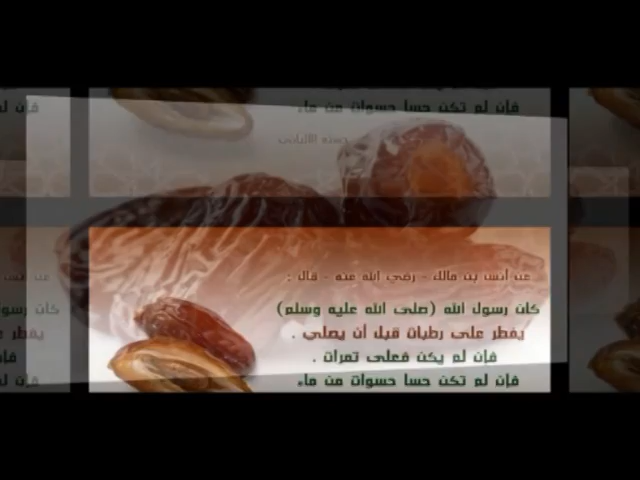 فإن لم تكن حسا حسوات من ماء
حسنه الألباني
عن أنس بن مالك - رضي الله عنه - قال :
كان رسول الله (صلى الله عليه وسلم)
يفطر على رطبات قبل أن يصلي .
فإن لم يكن فعلى تمرات .
فإن لم تكن حسا حسوات من ماء